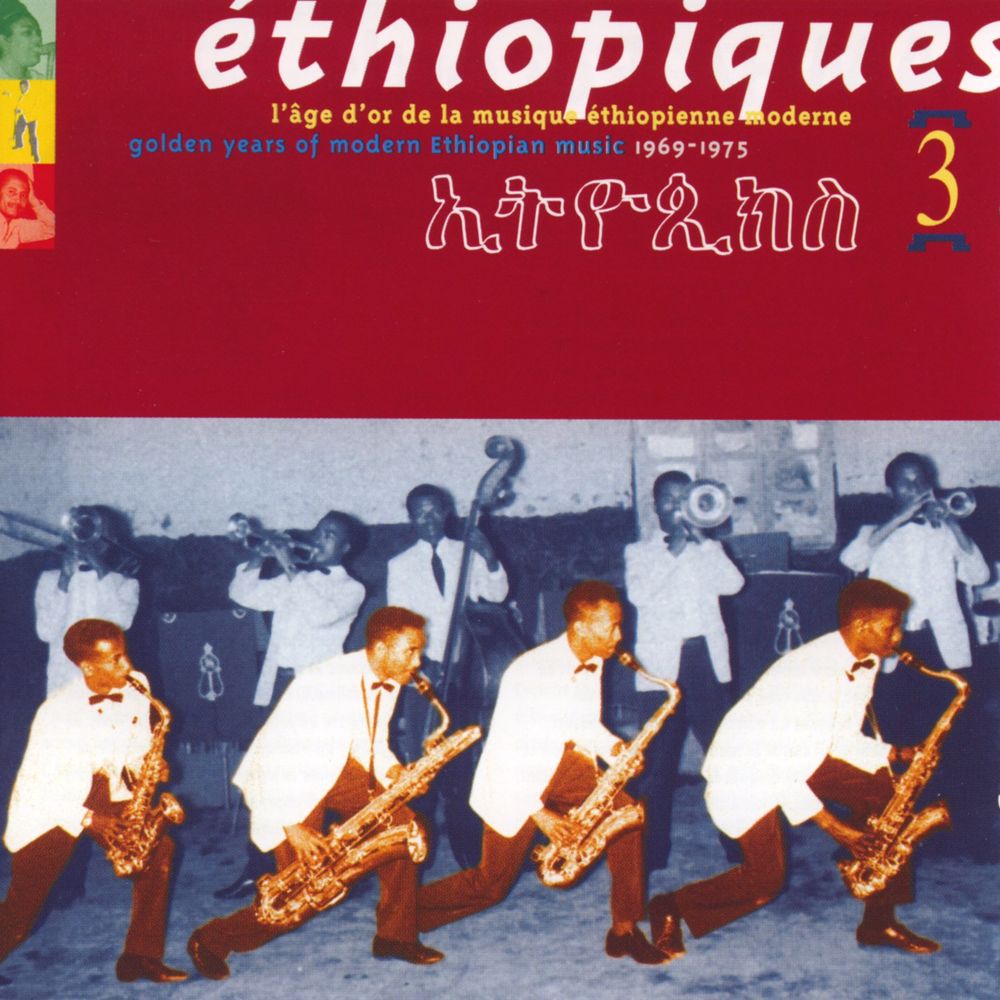 éthiopiques
l'âge d'or de la musique éthiopienne moderne
golden years of modern Ethiopian music 1969-1975
ኢትዮጲክስ
3